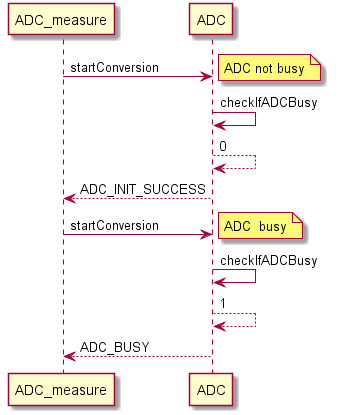 ADC_measure
ADC
startConversion
ADC not busy
checkIfADCBusy
0
ADC_INIT_SUCCESS
startConversion
ADC  busy
checkIfADCBusy
1
ADC_BUSY
ADC_measure
ADC